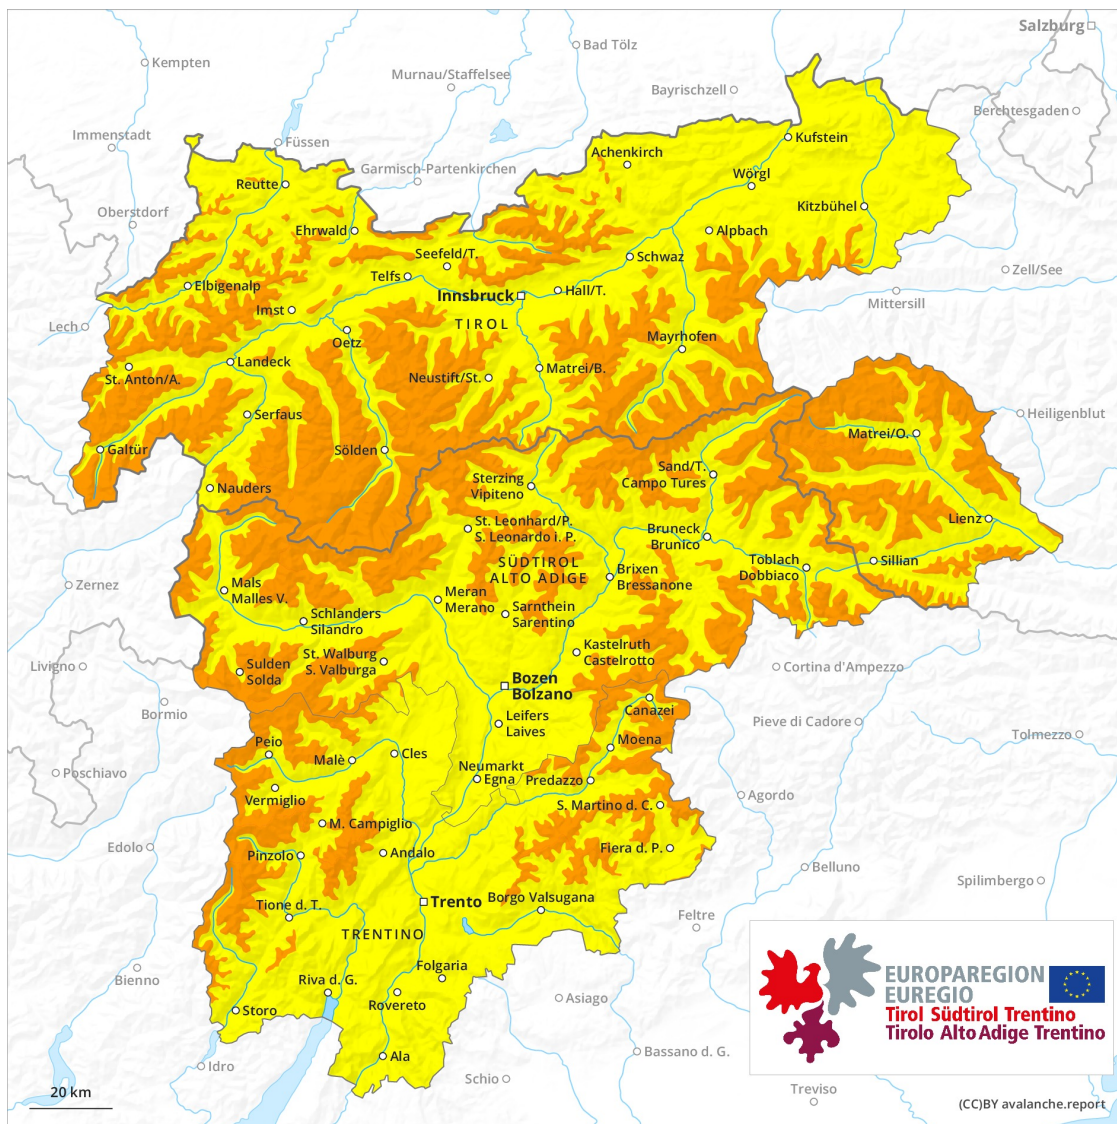 Salzburg
Kempten
Bad Tölz
Murnau/Staffelsee
Bayrischzell
Berchtesgaden
Immenstadt
Füssen
Kufstein
Achenkirch
Garmisch-Partenkirchen
Wörgl
Reutte
Oberstdorf
Kitzbühel
Ehrwald
Alpbach
Seefeld/T.
Schwaz
Telfs
Zell/See
Elbigenalp
Hall/T.
Innsbruck
Mittersill
Imst
TIROL
Lech
Oetz
Mayrhofen
Landeck
Matrei/B.
St. Anton/A.
Neustift/St.
Serfaus
Heiligenblut
Matrei/O.
Galtür
Sölden
Sand/T.
Campo Tures
Sterzing
Vipiteno
Nauders
Lienz
St. Leonhard/P.
S. Leonardo i. P.
Bruneck
Brunico
SÜDTIROL
ALTO ADIGE
Toblach
Dobbiaco
Sillian
Brixen
Bressanone
Zernez
Mals
Malles V.
Meran
Merano
Sarnthein
Sarentino
Schlanders
Silandro
Kastelruth
Castelrotto
St. Walburg
S. Valburga
Livigno
Sulden
Solda
Cortina d'Ampezzo
Bozen
Bolzano
Bormio
Canazei
Leifers
Laives
Pieve di Cadore
Tolmezzo
Peio
Moena
Cles
Malè
Poschiavo
Neumarkt
Egna
Predazzo
Vermiglio
S. Martino d. C.
Agordo
M. Campiglio
Edolo
Pinzolo
Andalo
Fiera d. P.
Belluno
Spilimbergo
Trento
Borgo Valsugana
Tione d. T.
Feltre
TRENTINO
Folgaria
Bienno
Riva d. G.
Rovereto
Asiago
Storo
Ala
Bassano d. G.
Idro
Schio
Treviso
EUROPAREGION
EUREGIO
Tirol Südtirol Trentino
Tirolo Alto Adige Trentino
20 km
(CC)BY avalanche.report